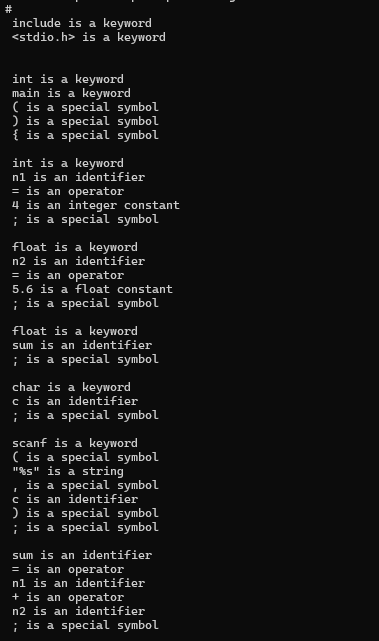 #
include is a keyword
<stdio.h> is a keyword
int is a keyword
main is a keyword
( is a special symbol
) is a special symbol
{ is a special symbol
int is a keyword
n1 is an identifier
= is an operator
4 is an integer constant
; is a special symbol
float is a keyword
n2 is an identifier
= is an operator
5.6 is a float constant
; is a special symbol
float is a keyword
sum is an identifier
; is a special symbol
char is a keyword
c is an identifier
; is a special symbol
scanf is a keyword
( is a special symbol
"%s" is a string
, is a special symbol
c is an identifier
) is a special symbol
; is a special symbol
sum is an identifier
= is an operator
n1 is an identifier
+ is an operator
n2 is an identifier
; is a special symbol